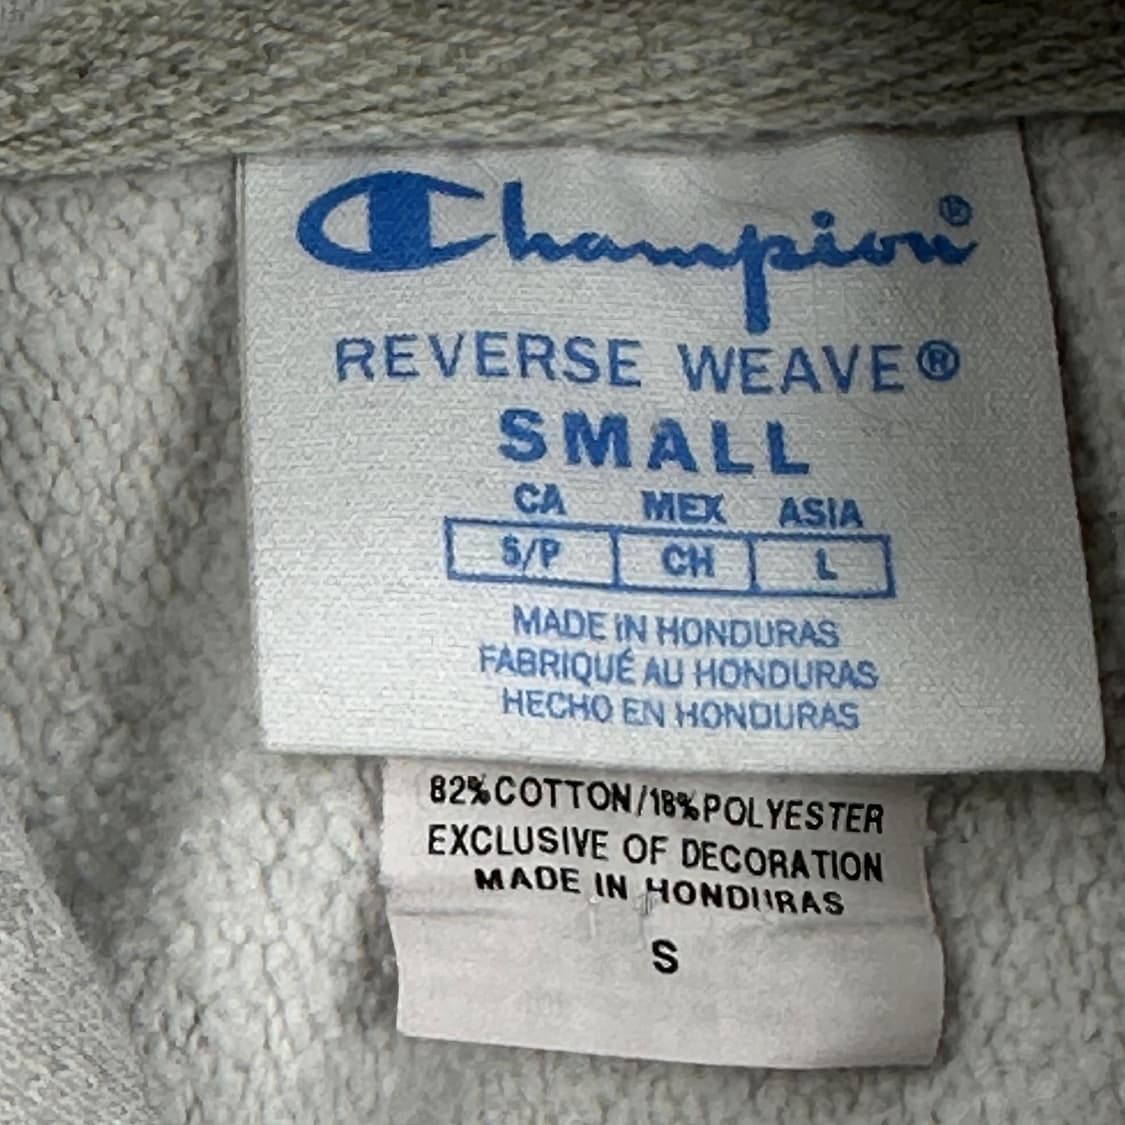 Champion®
REVERSE WEAVE®
SMALL
CA MEX ASIA
S/P CH L
MADE IN HONDURAS
FABRIQUÉ AU HONDURAS
HECHO EN HONDURAS
82% COTTON/18% POLYESTER
EXCLUSIVE OF DECORATION
MADE IN HONDURAS
S